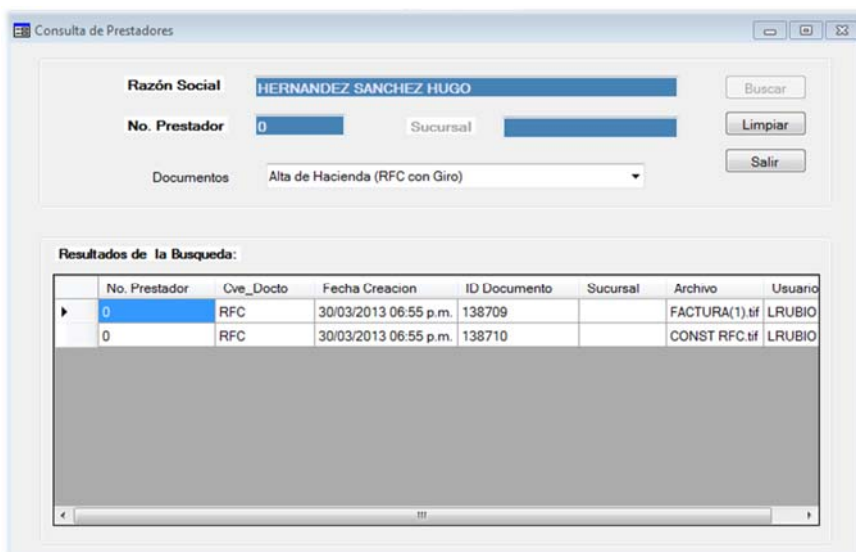 Consulta de Prestadores
Razón Social HERNANDEZ SANCHEZ HUGO Buscar
No. Prestador 0 Sucursal Limpiar
Salir
Documentos Alta de Hacienda (RFC con Giro)
Resultados de la Busqueda:
No. Prestador Cve_Docto Fecha Creacion ID Documento Sucursal Archivo Usuario
0 RFC 30/03/2013 06:55 p.m. 138709 FACTURA(1).tif LRUBIO
0 RFC 30/03/2013 06:55 p.m. 138710 CONST RFC.tif LRUBIO